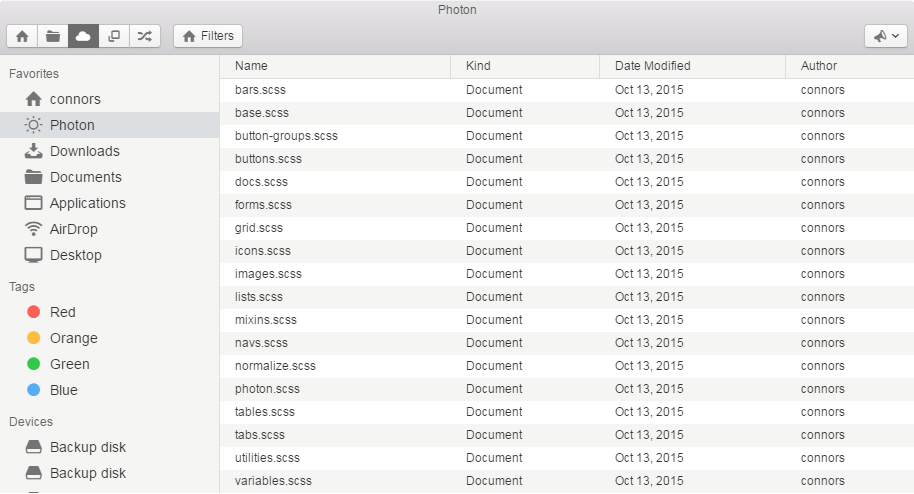 Photon
Filters
Favorites
connors
Photon
Downloads
Documents
Applications
AirDrop
Desktop
Tags
Red
Orange
Green
Blue
Devices
Backup disk
Backup disk
Name Kind Date Modified Author
bars.scss Document Oct 13, 2015 connors
base.scss Document Oct 13, 2015 connors
button-groups.scss Document Oct 13, 2015 connors
buttons.scss Document Oct 13, 2015 connors
docs.scss Document Oct 13, 2015 connors
forms.scss Document Oct 13, 2015 connors
grid.scss Document Oct 13, 2015 connors
icons.scss Document Oct 13, 2015 connors
images.scss Document Oct 13, 2015 connors
lists.scss Document Oct 13, 2015 connors
mixins.scss Document Oct 13, 2015 connors
navs.scss Document Oct 13, 2015 connors
normalize.scss Document Oct 13, 2015 connors
photon.scss Document Oct 13, 2015 connors
tables.scss Document Oct 13, 2015 connors
tabs.scss Document Oct 13, 2015 connors
utilities.scss Document Oct 13, 2015 connors
variables.scss Document Oct 13, 2015 connors